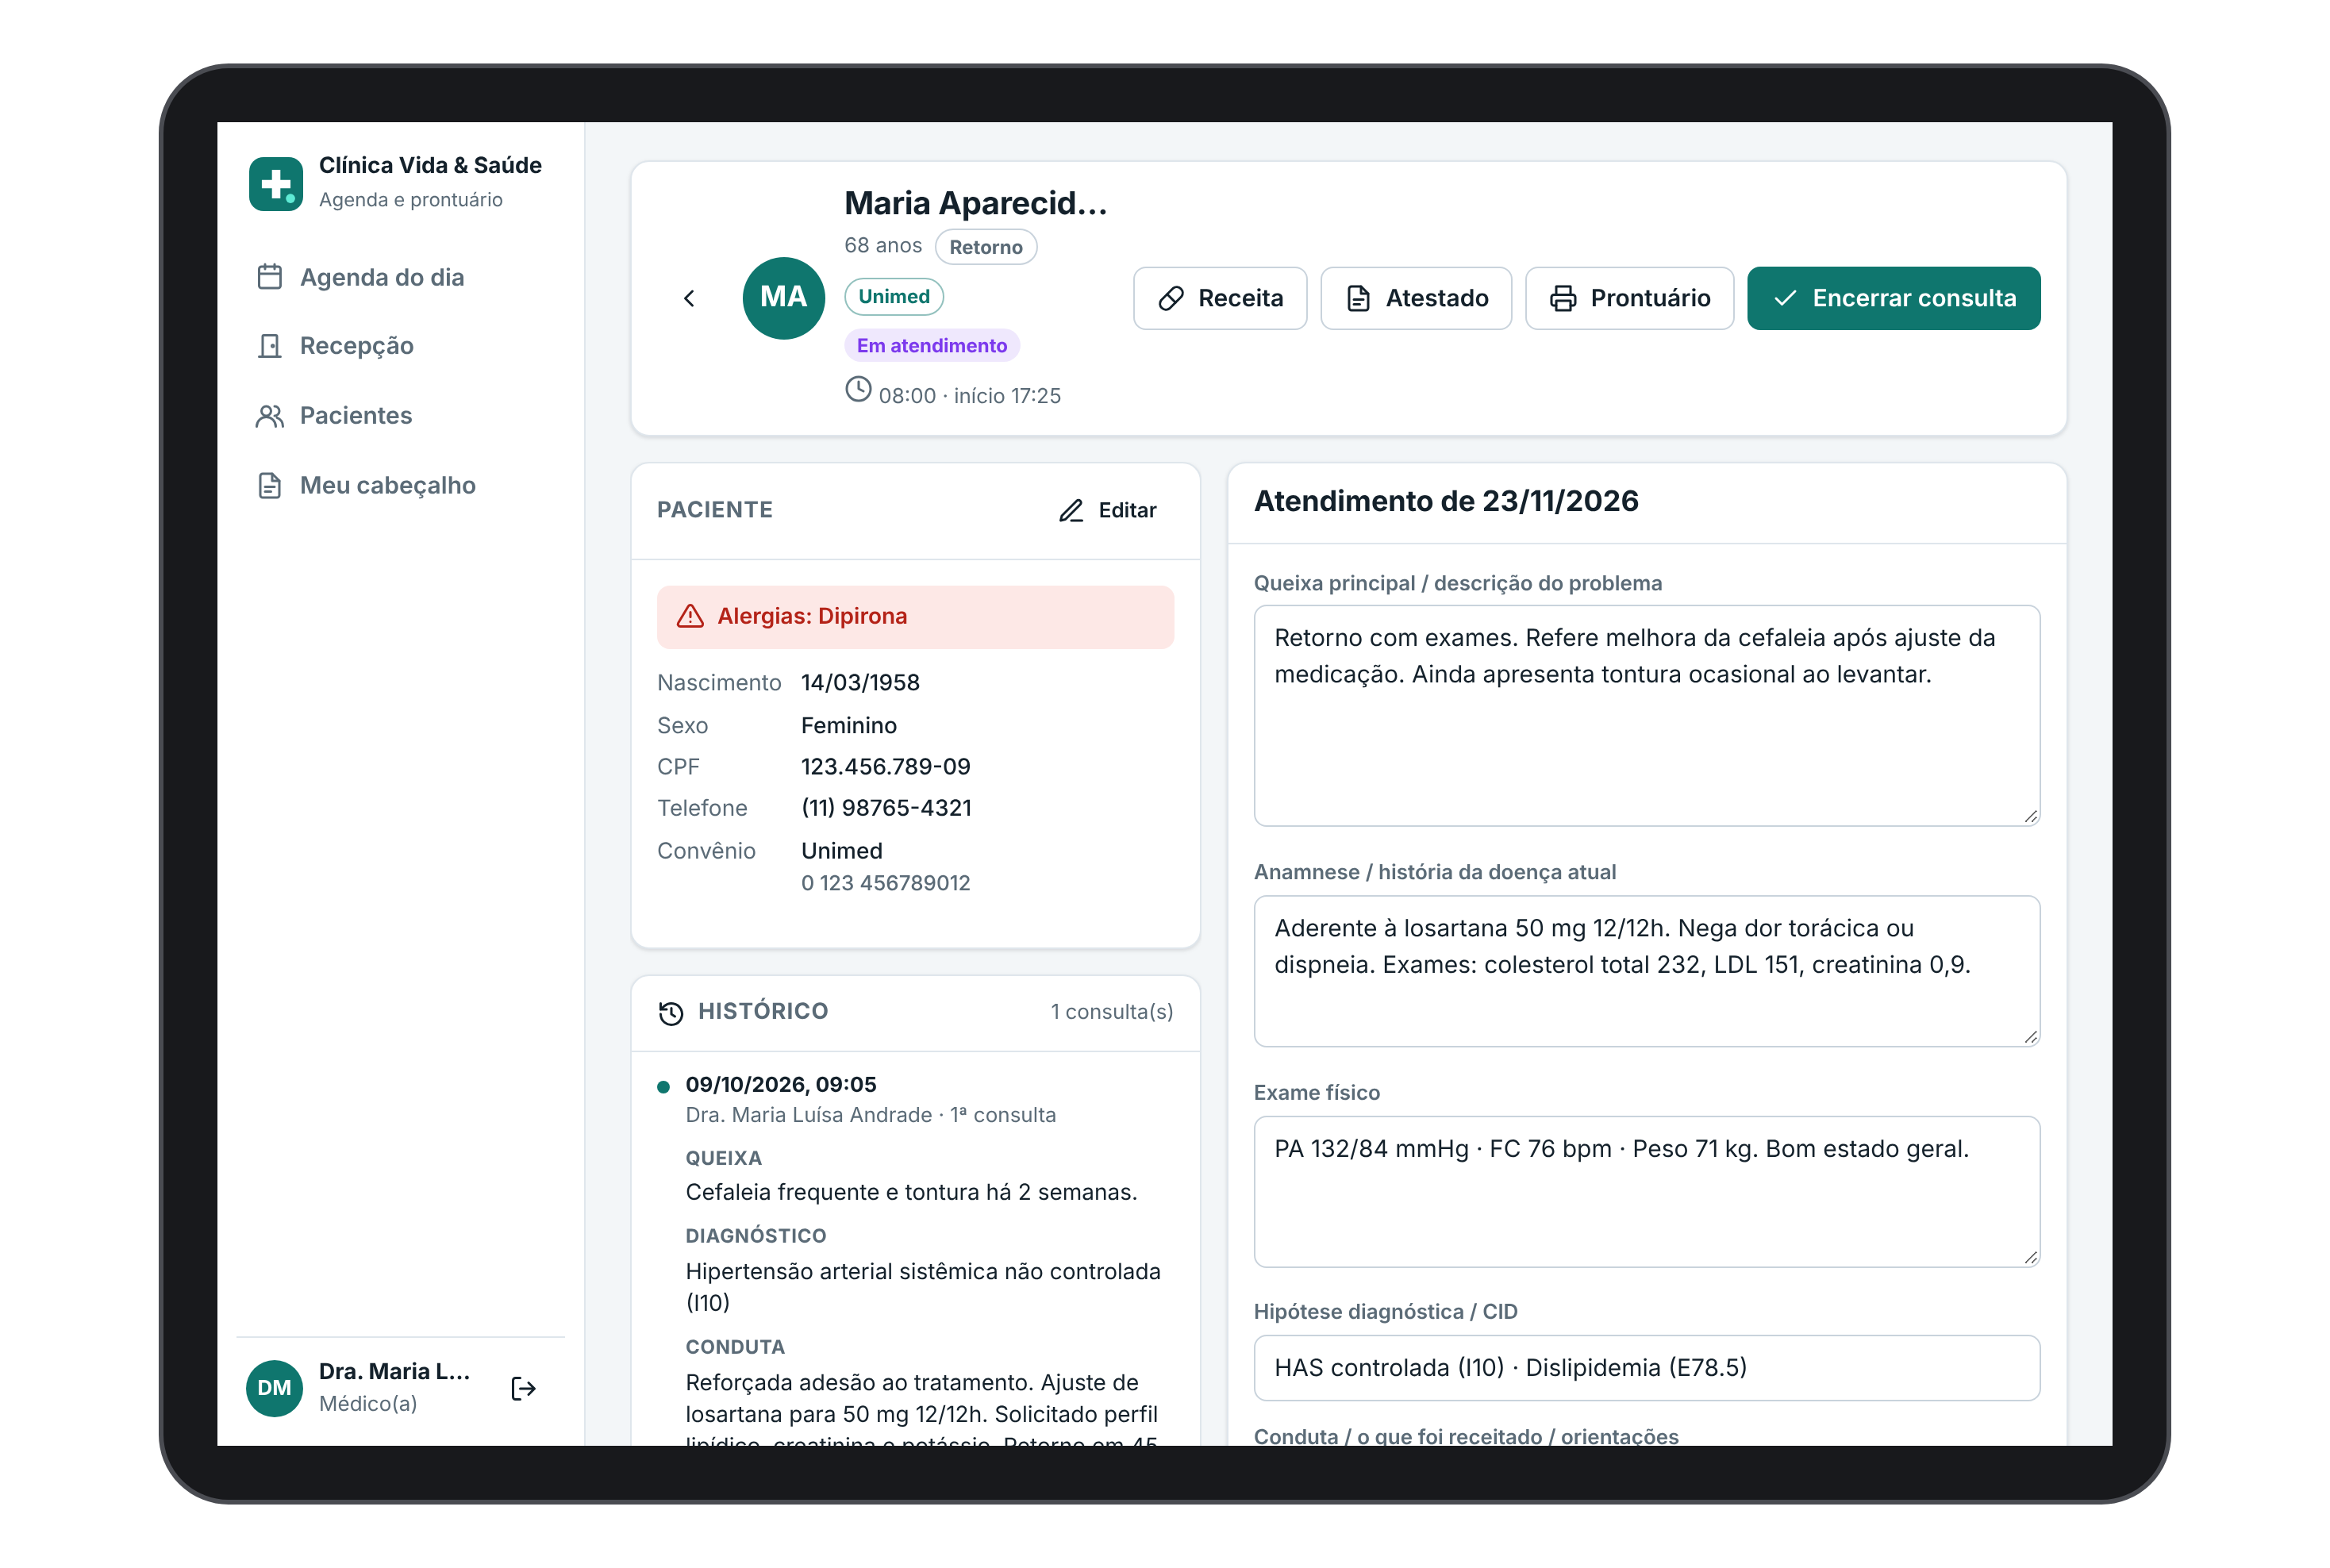 Clínica Vida & Saúde
Agenda e prontuário
Agenda do dia
Recepção
Pacientes
Meu cabeçalho
Dra. Maria L...
DM
Médico(a)
Maria Aparecid...
68 anos Retorno
Unimed
MA
Em atendimento
08:00 · início 17:25
Receita
Atestado
Prontuário
Encerrar consulta
PACIENTE
Editar
Alergias: Dipirona
Nascimento 14/03/1958
Sexo Feminino
CPF 123.456.789-09
Telefone (11) 98765-4321
Convênio Unimed
0 123 456789012
HISTÓRICO 1 consulta(s)
09/10/2026, 09:05
Dra. Maria Luísa Andrade · 1ª consulta
QUEIXA
Cefaleia frequente e tontura há 2 semanas.
DIAGNÓSTICO
Hipertensão arterial sistêmica não controlada
(I10)
CONDUTA
Reforçada adesão ao tratamento. Ajuste de
losartana para 50 mg 12/12h. Solicitado perfil
lipídico, creatinina e potássio. Retorno em 45
Atendimento de 23/11/2026
Queixa principal / descrição do problema
Retorno com exames. Refere melhora da cefaleia após ajuste da
medicação. Ainda apresenta tontura ocasional ao levantar.
Anamnese / história da doença atual
Aderente à losartana 50 mg 12/12h. Nega dor torácica ou
dispneia. Exames: colesterol total 232, LDL 151, creatinina 0,9.
Exame físico
PA 132/84 mmHg · FC 76 bpm · Peso 71 kg. Bom estado geral.
Hipótese diagnóstica / CID
HAS controlada (I10) · Dislipidemia (E78.5)
Conduta / o que foi receitado / orientações